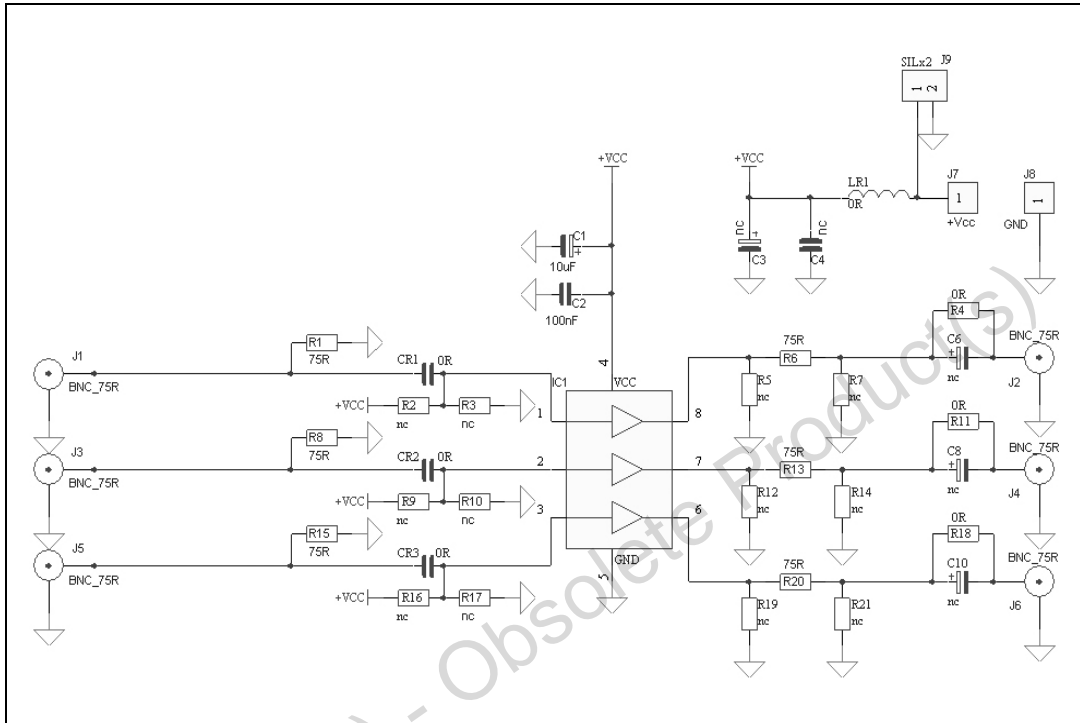 SILx2 J9
1 2
+VCC
+VCC
LR1
0R
J7
1
+Vcc
J8
1
GND
nc
+
C3
nc
C4
C1
+
10uF
C2
100nF
R1
75R
J1
BNC_75R
CR1 0R
+VCC R2 R3
nc nc
1
IC1
4
VCC
8
R8
75R
J3
BNC_75R
CR2 0R
+VCC R9 R10
nc nc
2
7
3
6
R15
75R
J5
BNC_75R
CR3 0R
+VCC R16 R17
nc nc
GND
5
75R
R6
R5
nc
R7
nc
0R
R4
C6
+
nc
BNC_75R
J2
75R
R13
R12
nc
R14
nc
0R
R11
C8
+
nc
BNC_75R
J4
75R
R20
R19
nc
R21
nc
0R
R18
C10
+
nc
BNC_75R
J6
) - Obsolete Product(s)